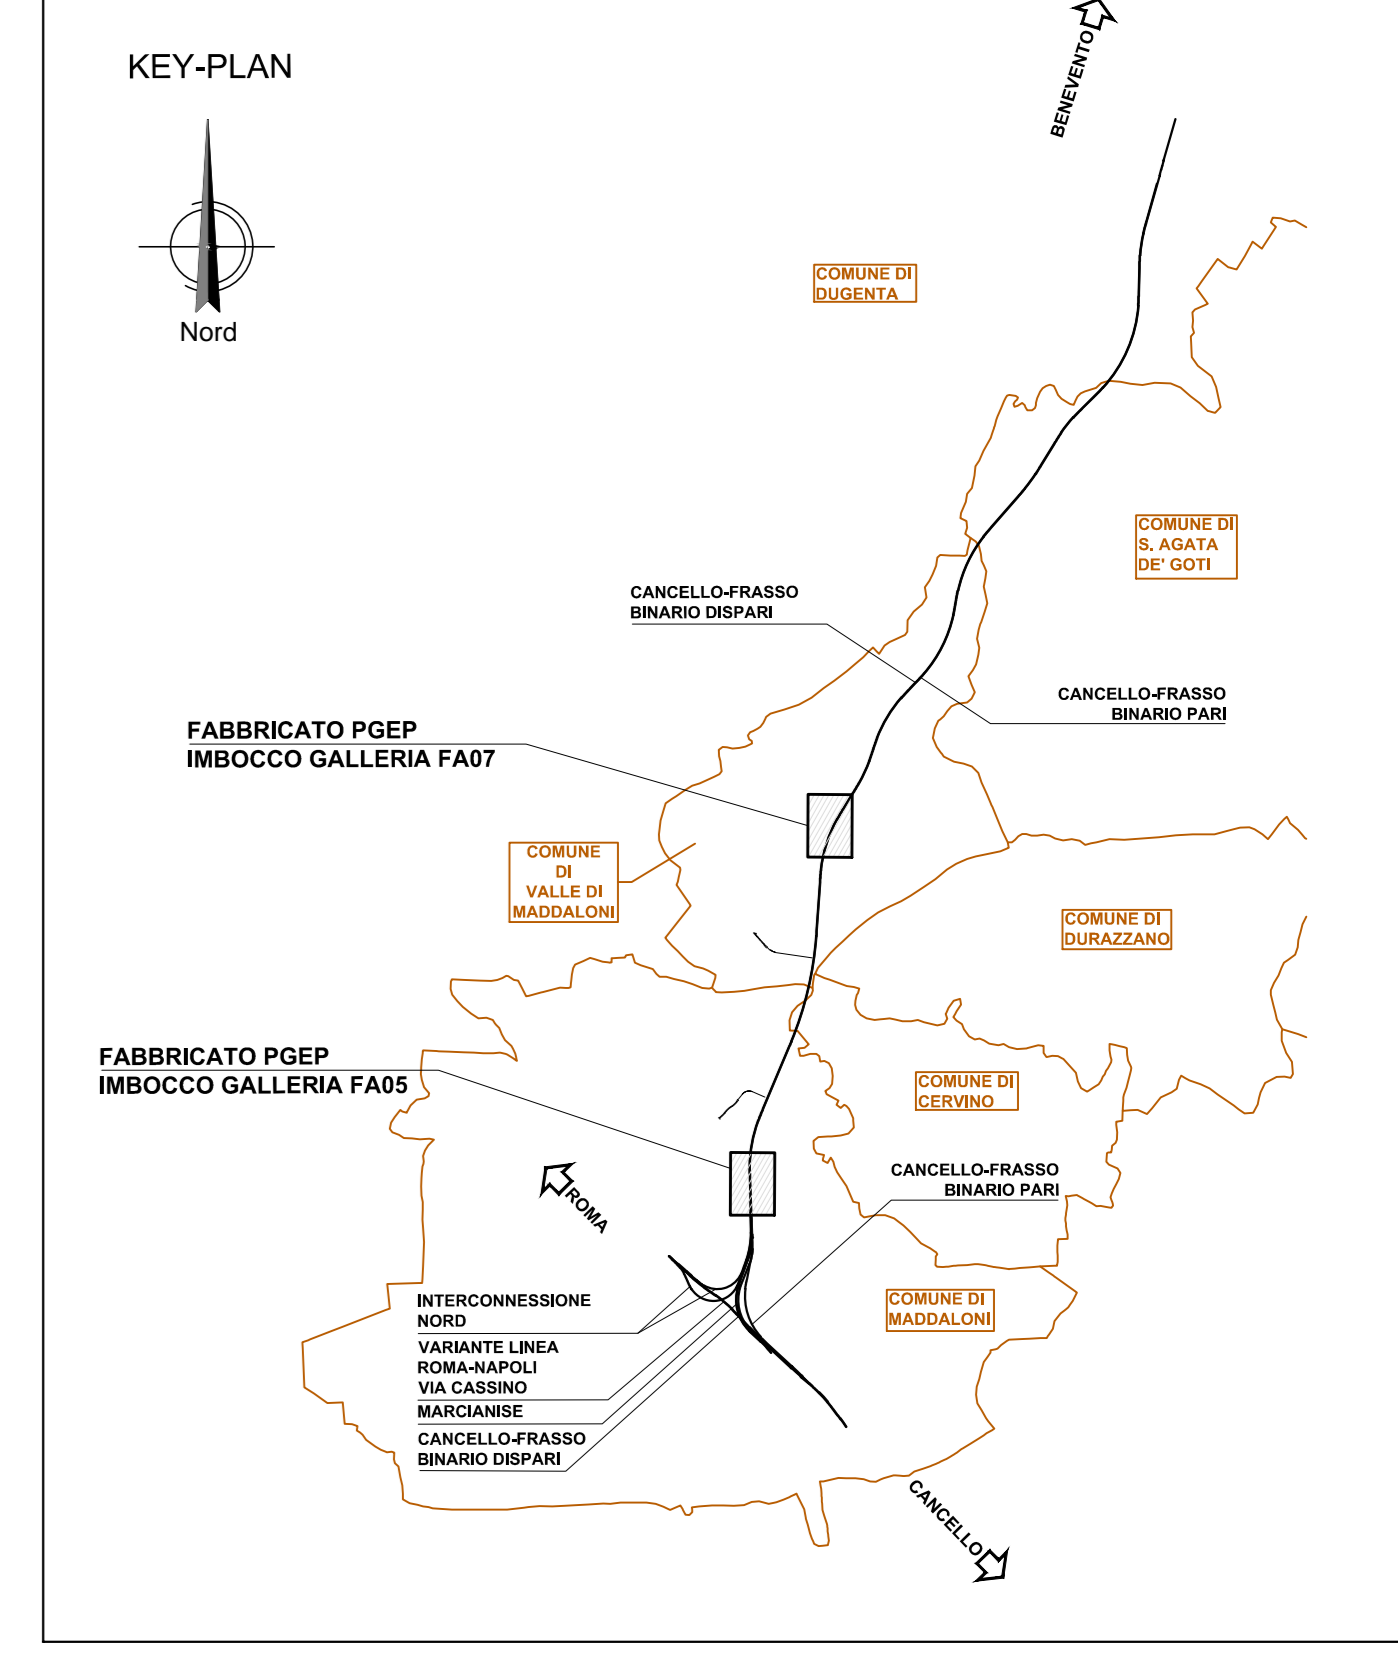 BENEVENTO
KEY-PLAN
Nord
COMUNE DI
DUGENTA
COMUNE DI
S. AGATA
DE' GOTI
CANCELLO-FRASSO
BINARIO DISPARI
CANCELLO-FRASSO
BINARIO PARI
FABBRICATO PGEP
IMBOCCO GALLERIA FA07
COMUNE
DI
VALLE DI
MADDALONI
COMUNE DI
DURAZZANO
FABBRICATO PGEP
IMBOCCO GALLERIA FA05
COMUNE DI
CERVINO
CANCELLO-FRASSO
BINARIO PARI
ROMA
INTERCONNESSIONE
NORD
COMUNE DI
MADDALONI
VARIANTE LINEA
ROMA-NAPOLI
VIA CASSINO
MARCIANISE
CANCELLO-FRASSO
BINARIO DISPARI
CANCELLO